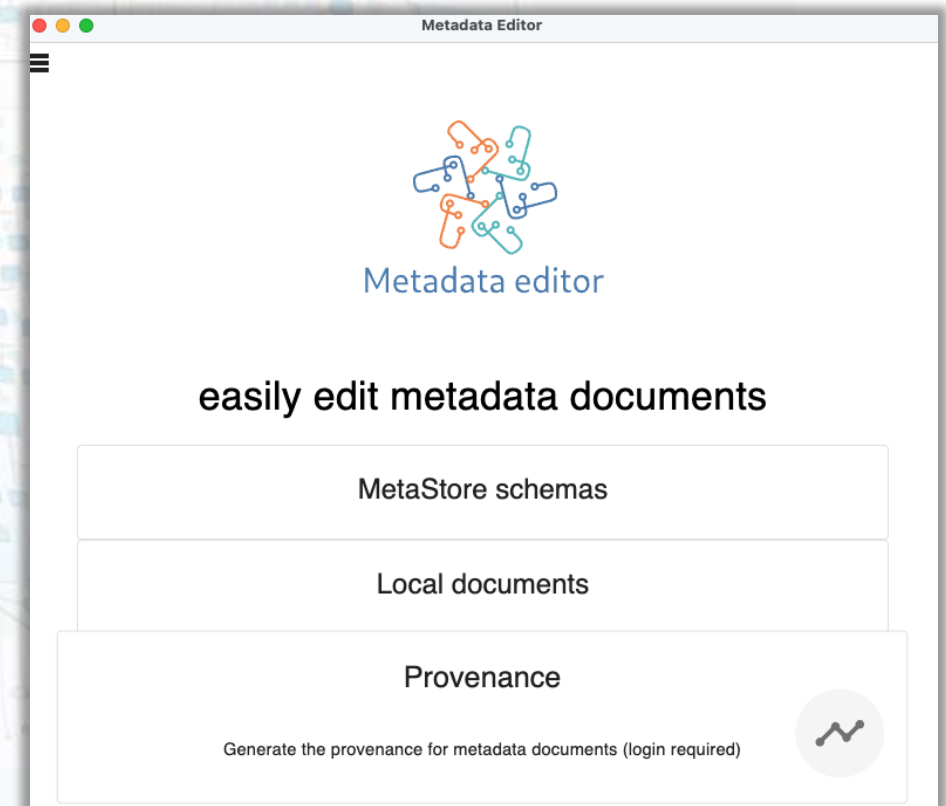 Metadata Editor
Metadata editor
easily edit metadata documents
MetaStore schemas
Local documents
Provenance
Generate the provenance for metadata documents (login required)